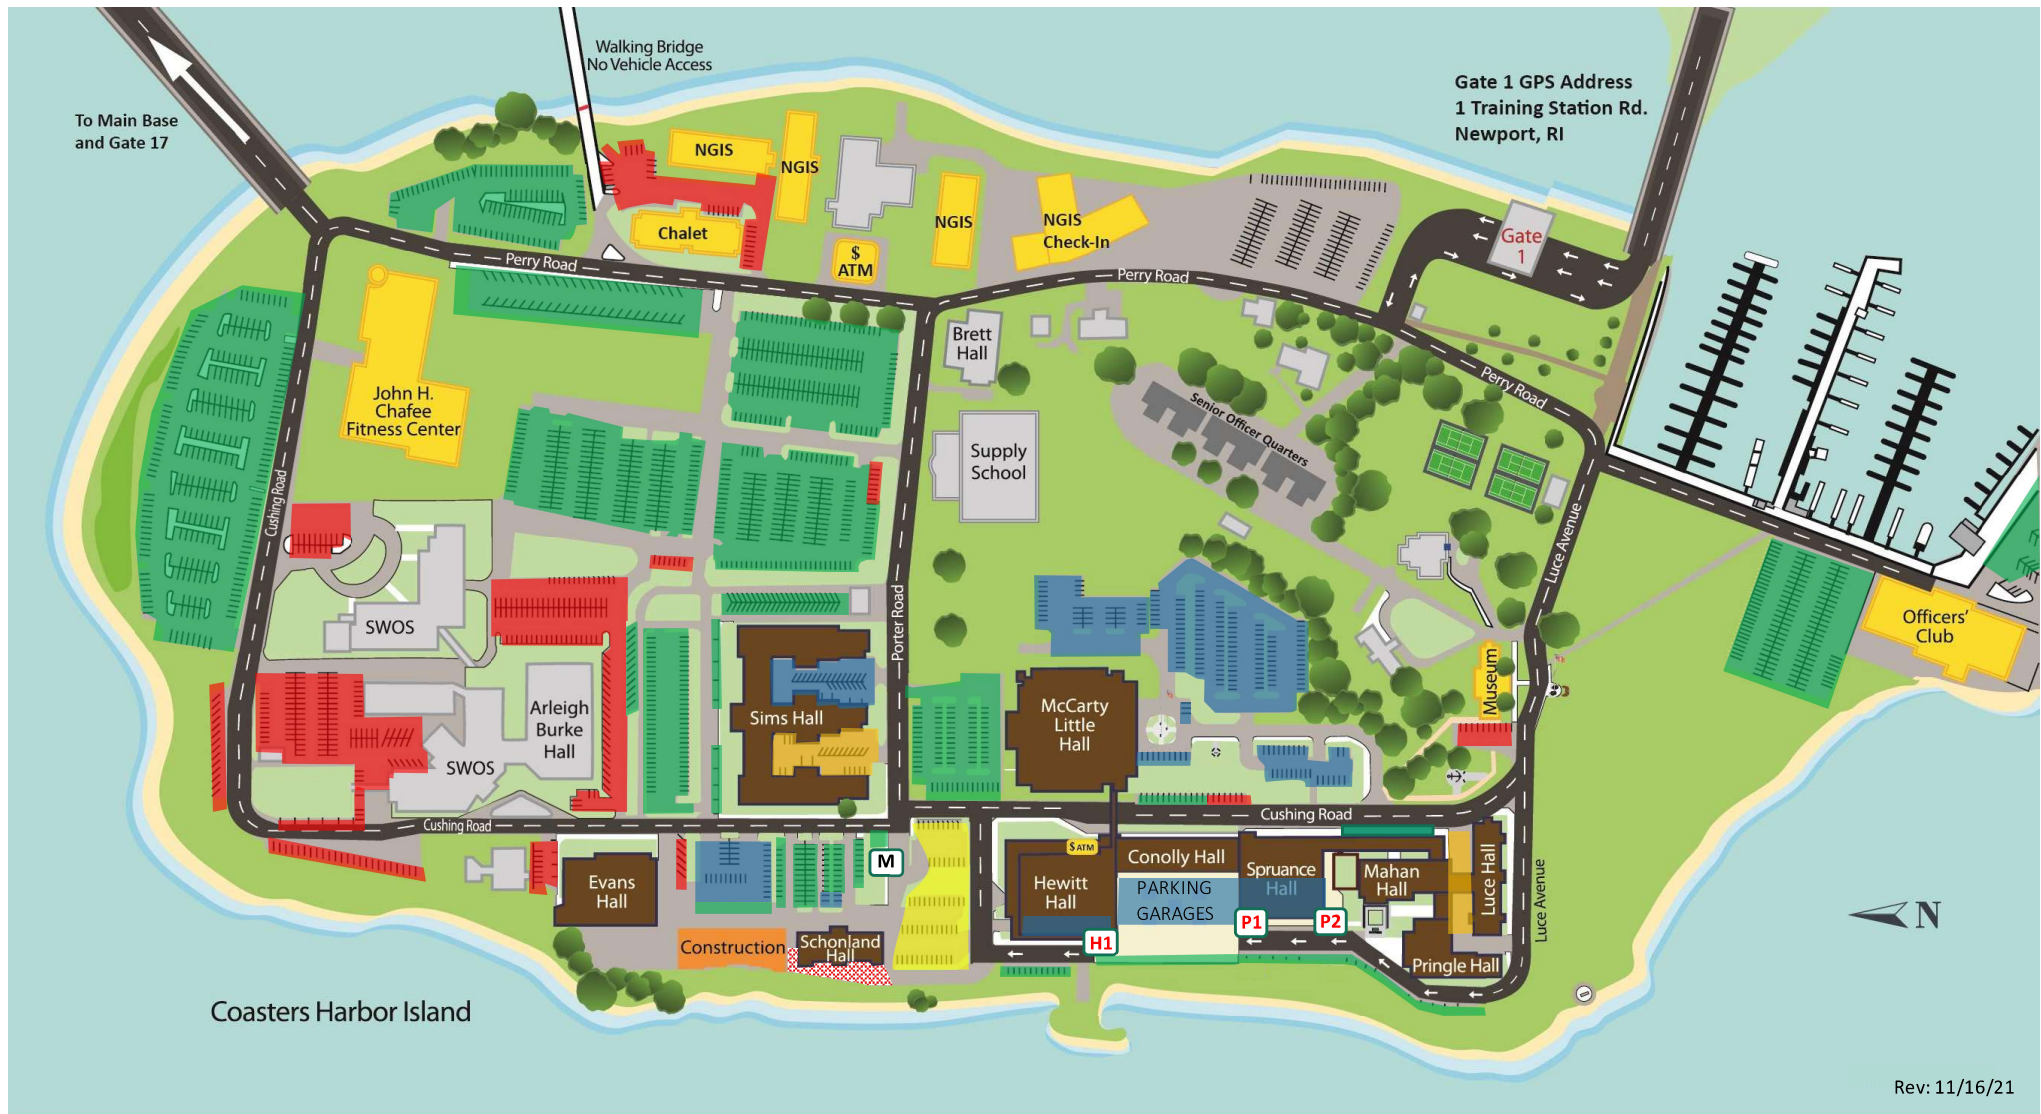 Walking Bridge
No Vehicle Access
To Main Base
and Gate 17
Gate 1 GPS Address
1 Training Station Rd.
Newport, RI
NGIS
NGIS
Chalet
$
ATM
NGIS
NGIS
Check-In
Gate
1
Perry Road
Perry Road
Perry Road
John H.
Chafee
Fitness Center
Brett
Hall
Senior Officer Quarters
Supply
School
Cushing Road
Luce Avenue
SWOS
Porter Road
Officers'
Club
Museum
Sims Hall
Arleigh
Burke
Hall
SWOS
McCarty
Little
Hall
Cushing Road
Cushing Road
M
Evans
Hall
$ ATM
Conolly Hall
Hewitt
Hall
PARKING
GARAGES
Spruance
Hall
Mahan
Hall
Luce Hall
Luce Avenue
P1
P2
H1
Construction
Schonland
Hall
Pringle Hall
N
Coasters Harbor Island
Rev: 11/16/21